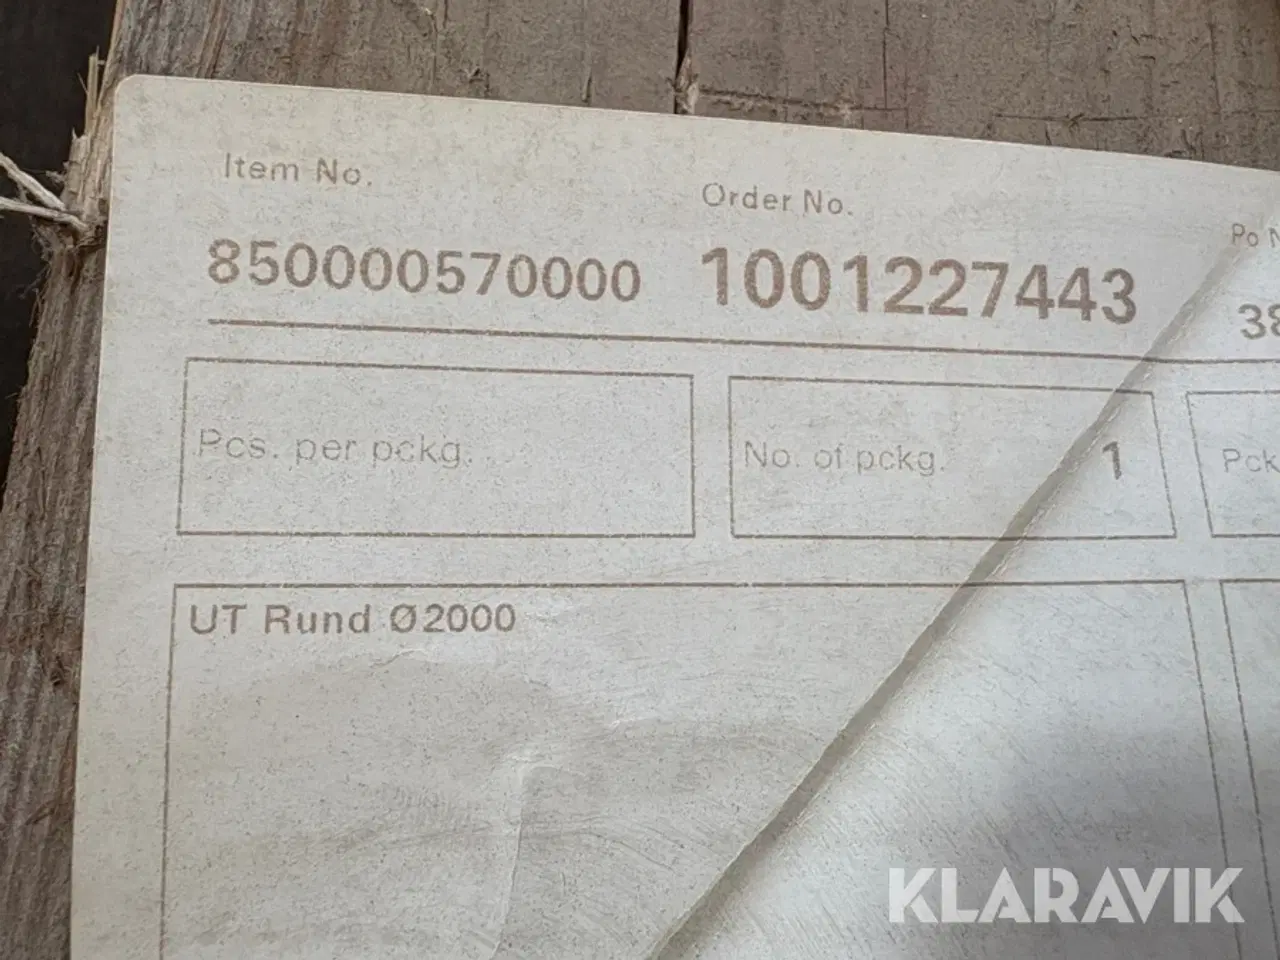 Item No.
Order No.
Po
850000570000
1001227443
38
Pcs. per pckg.
No. of pckg.
1
Pck
UT Rund Ø2000
KLARAVIK